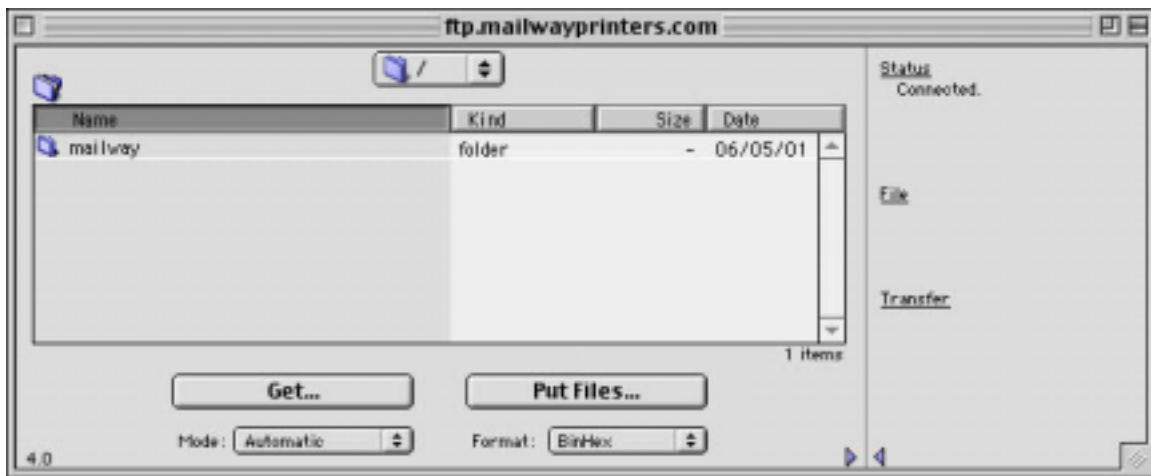 ftp.mailwayprinters.com
/
Name Kind Size Date
mailway folder - 06/05/01
1 items
Get... Put Files...
Mode: Automatic Format: BinHex
4.0
Status
Connected.
File
Transfer